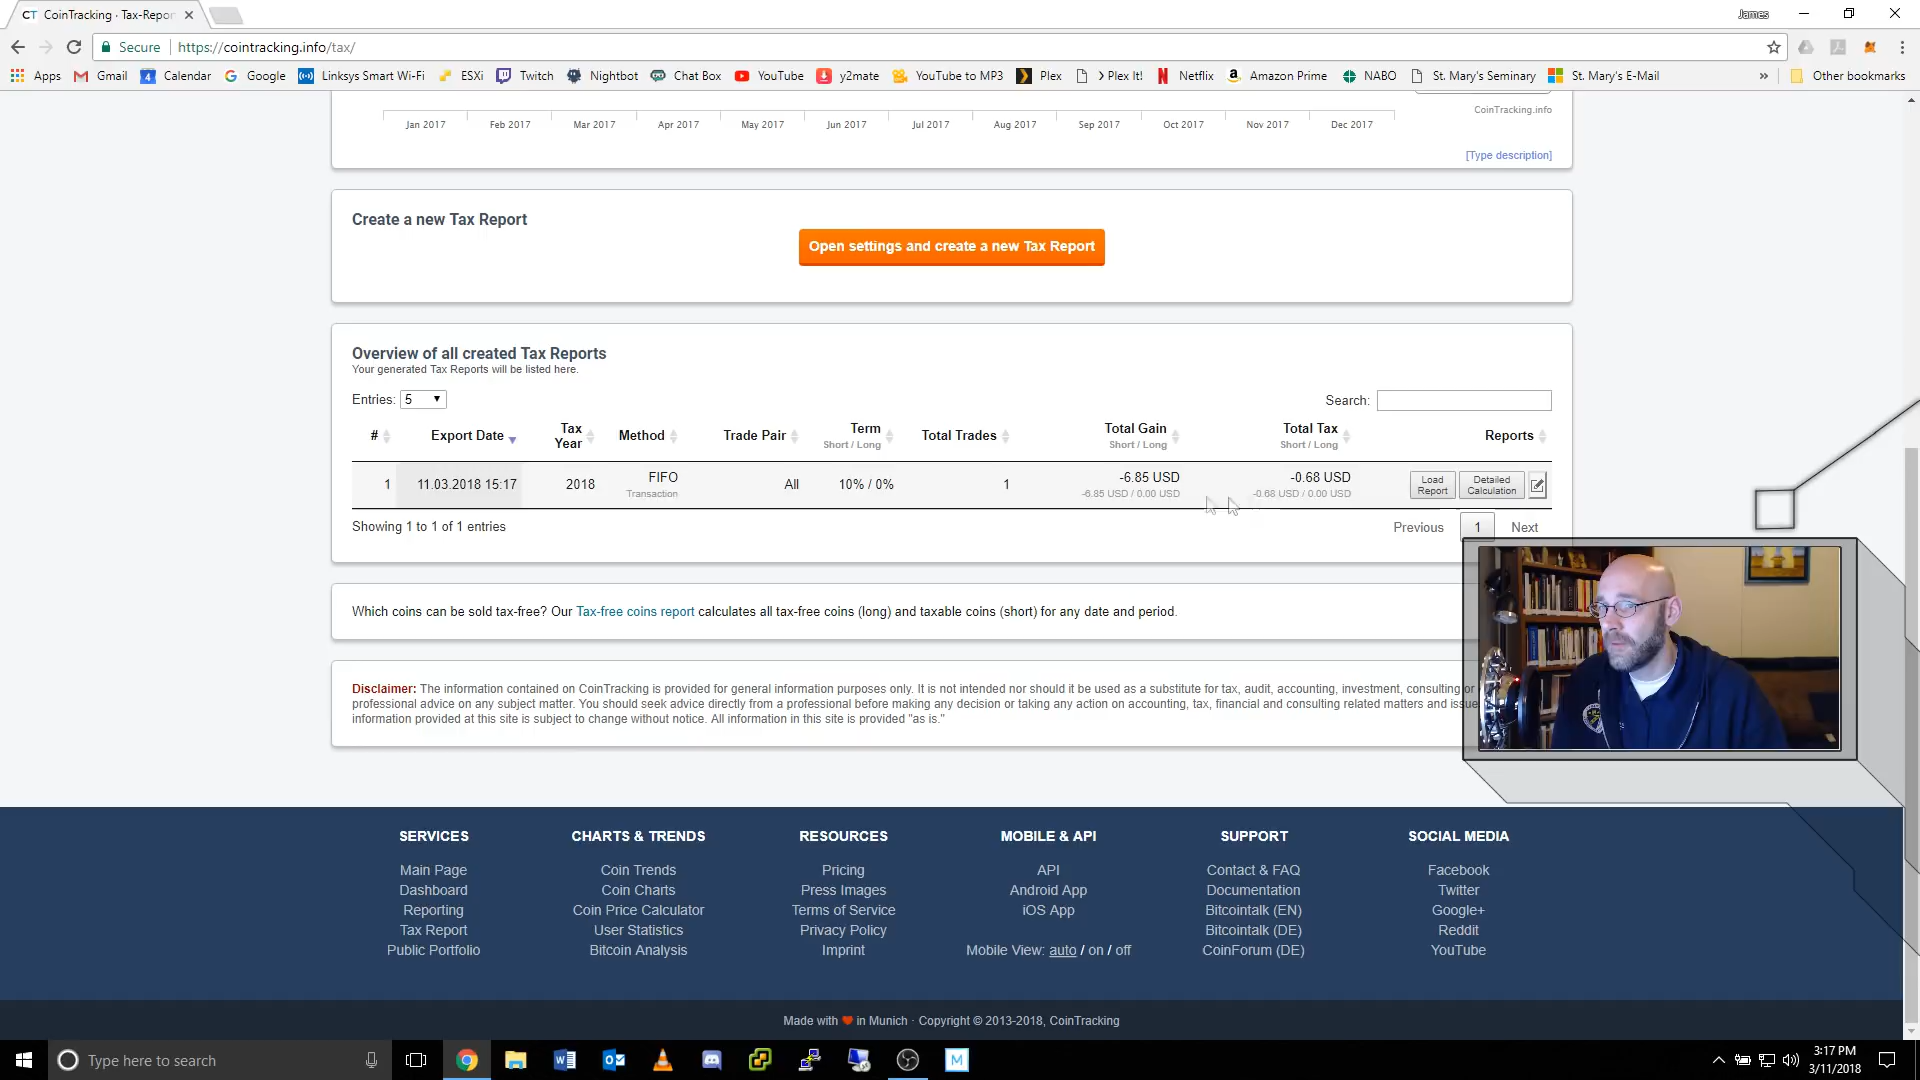 CT CoinTracking · Tax-Repor
James
Secure https://cointracking.info/tax/
Apps Gmail Calendar Google Linksys Smart Wi-Fi ESXi Twitch Nightbot Chat Box YouTube y2mate YouTube to MP3 Plex > Plex It! Netflix Amazon Prime NABO St. Mary's Seminary St. Mary's E-Mail » Other bookmarks
CoinTracking.info
Jan 2017 Feb 2017 Mar 2017 Apr 2017 May 2017 Jun 2017 Jul 2017 Aug 2017 Sep 2017 Oct 2017 Nov 2017 Dec 2017
[Type description]
Create a new Tax Report
Open settings and create a new Tax Report
Overview of all created Tax Reports
Your generated Tax Reports will be listed here.
Entries: 5
Search:
# Export Date Tax Year Method Trade Pair Term Short / Long Total Trades Total Gain Short / Long Total Tax Short / Long Reports
1 11.03.2018 15:17 2018 FIFO Transaction All 10% / 0% 1 -6.85 USD -6.85 USD / 0.00 USD -0.68 USD -0.68 USD / 0.00 USD Load Report Detailed Calculation
Showing 1 to 1 of 1 entries
Previous 1 Next
Which coins can be sold tax-free? Our Tax-free coins report calculates all tax-free coins (long) and taxable coins (short) for any date and period.
Disclaimer: The information contained on CoinTracking is provided for general information purposes only. It is not intended nor should it be used as a substitute for tax, audit, accounting, investment, consulting or
professional advice on any subject matter. You should seek advice directly from a professional before making any decision or taking any action on accounting, tax, financial and consulting related matters and issue
information provided at this site is subject to change without notice. All information in this site is provided "as is."
SERVICES CHARTS & TRENDS RESOURCES MOBILE & API SUPPORT SOCIAL MEDIA
Main Page Coin Trends Pricing API Contact & FAQ Facebook
Dashboard Coin Charts Press Images Android App Documentation Twitter
Reporting Coin Price Calculator Terms of Service iOS App Bitcointalk (EN) Google+
Tax Report User Statistics Privacy Policy Bitcointalk (DE) Reddit
Public Portfolio Bitcoin Analysis Imprint Mobile View: auto / on / off CoinForum (DE) YouTube
Made with ❤ in Munich · Copyright © 2013-2018, CoinTracking
Type here to search
3:17 PM
3/11/2018